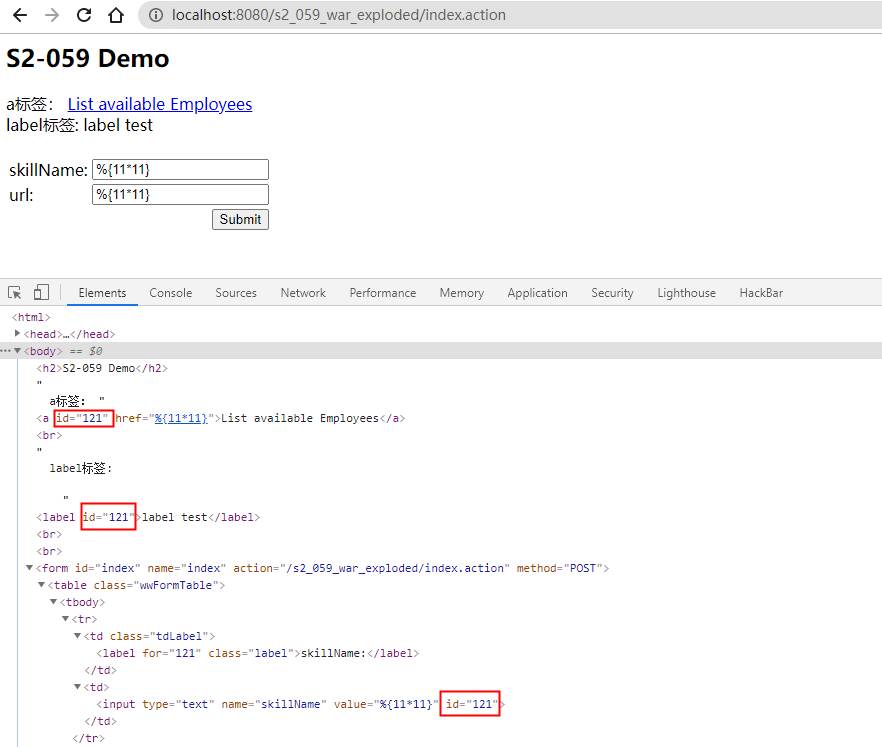 localhost:8080/s2_059_war_exploded/index.action
S2-059 Demo
a标签： List available Employees
label标签: label test
skillName: %{11*11}
url: %{11*11}
Submit
Elements Console Sources Network Performance Memory Application Security Lighthouse HackBar
<html>
<head>…</head>
<body> == $0
<h2>S2-059 Demo</h2>
"
a标签： "
<a id="121" href="%{11*11}">List available Employees</a>
<br>
"
label标签:
"
<label id="121">label test</label>
<br>
<br>
<form id="index" name="index" action="/s2_059_war_exploded/index.action" method="POST">
<table class="wwFormTable">
<tbody>
<tr>
<td class="tdLabel">
<label for="121" class="label">skillName:</label>
</td>
<td>
<input type="text" name="skillName" value="%{11*11}" id="121">
</td>
</tr>